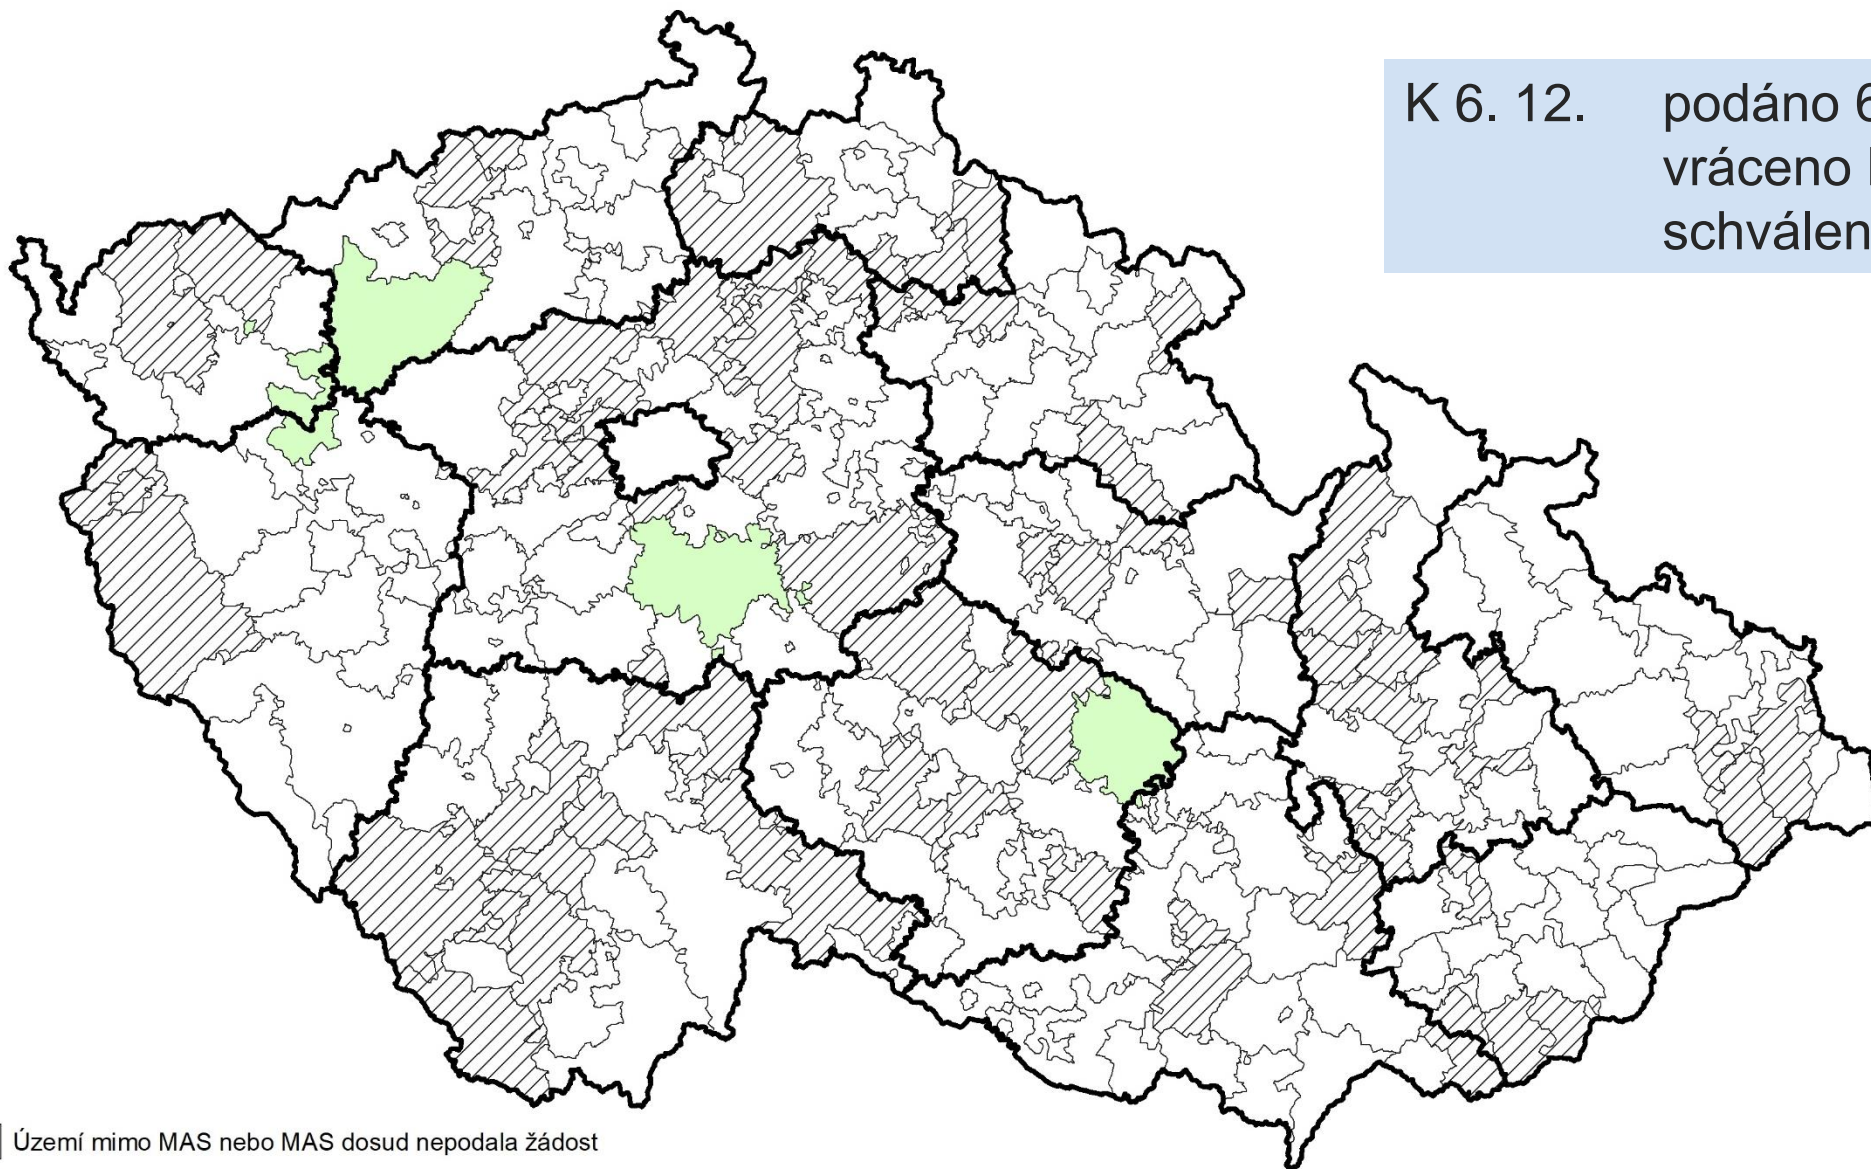 K 6. 12. podáno 6
vráceno
schválen
Území mimo MAS nebo MAS dosud nepodala žádost